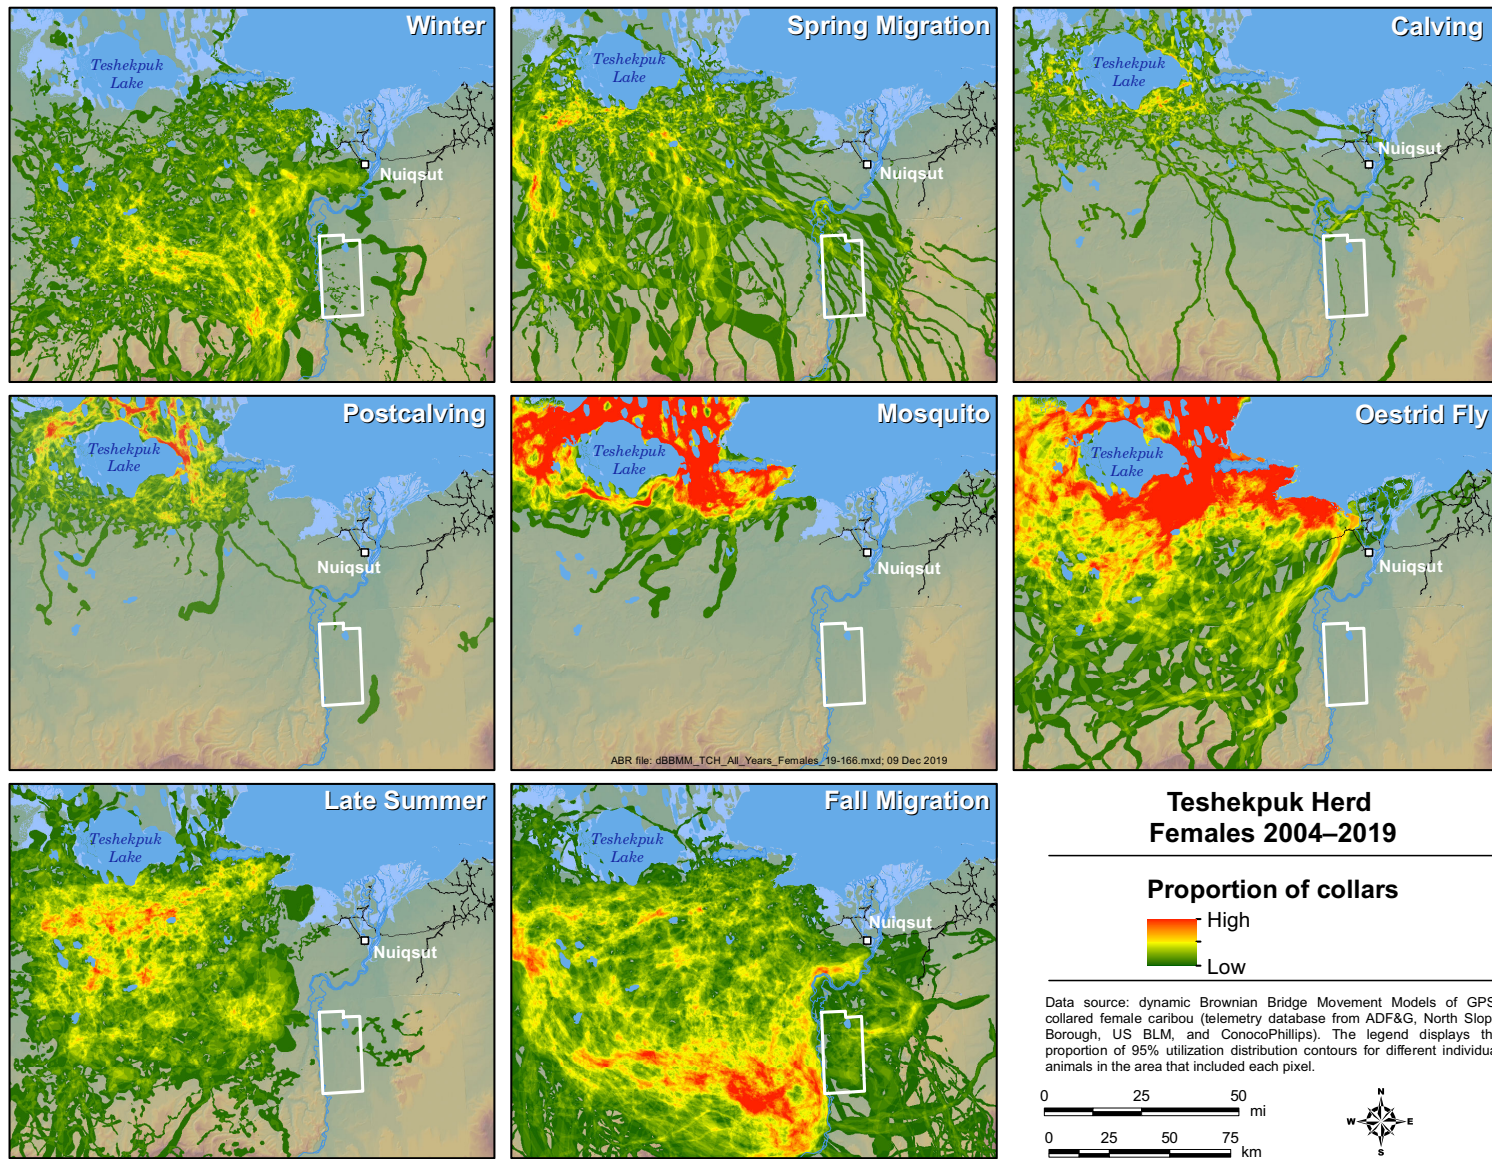 Winter
Teshekpuk
Lake
Nuiqsut
Spring Migration
Teshekpuk
Lake
Nuiqsut
Calving
Teshekpuk
Lake
Nuiqsut
Postcalving
Teshekpuk
Lake
Nuiqsut
Mosquito
Teshekpuk
Lake
Nuiqsut
ABR file: dBBMM_TCH_All_Years_Females_19-166.mxd; 09 Dec 2019
Oestrid Fly
Teshekpuk
Lake
Nuiqsut
Late Summer
Teshekpuk
Lake
Nuiqsut
Fall Migration
Teshekpuk
Lake
Nuiqsut
Teshekpuk Herd
Females 2004–2019
Proportion of collars
High
Low
Data source: dynamic Brownian Bridge Movement Models of GPS
collared female caribou (telemetry database from ADF&G, North Slop
Borough, US BLM, and ConocoPhillips). The legend displays th
proportion of 95% utilization distribution contours for different individua
animals in the area that included each pixel.
0 25 50
mi
0 25 50 75
km
N
W E
S